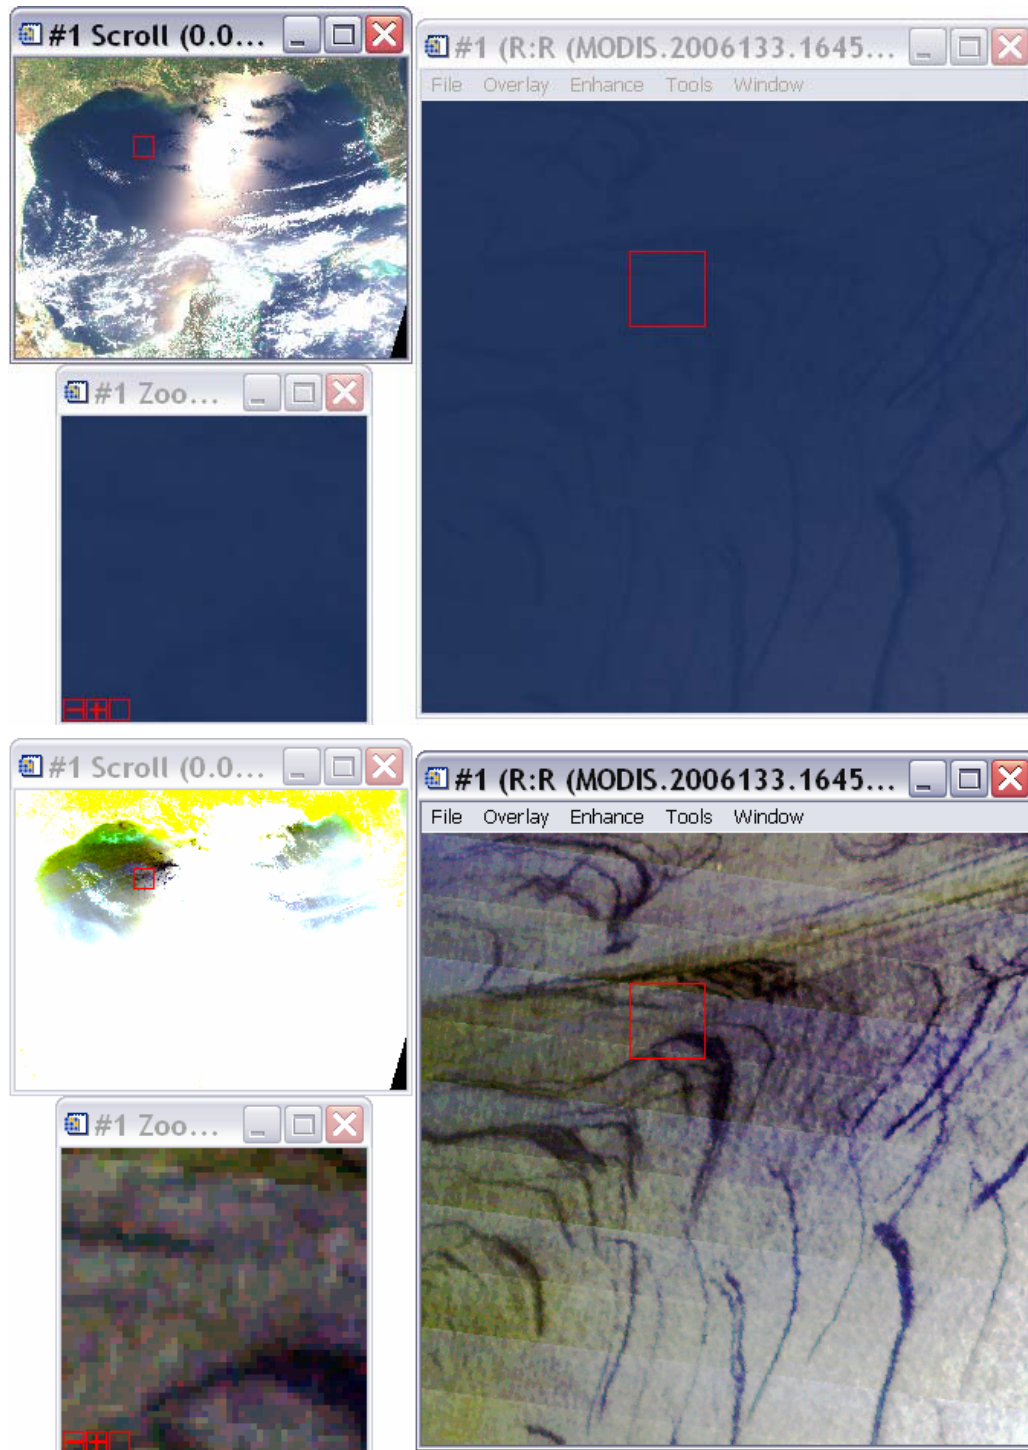 #1 Scroll (0.0...
#1 (R:R (MODIS.2006133.1645...
File Overlay Enhance Tools Window
#1 Zoo...
#1 Scroll (0.0...
#1 (R:R (MODIS.2006133.1645...
File Overlay Enhance Tools Window
#1 Zoo...